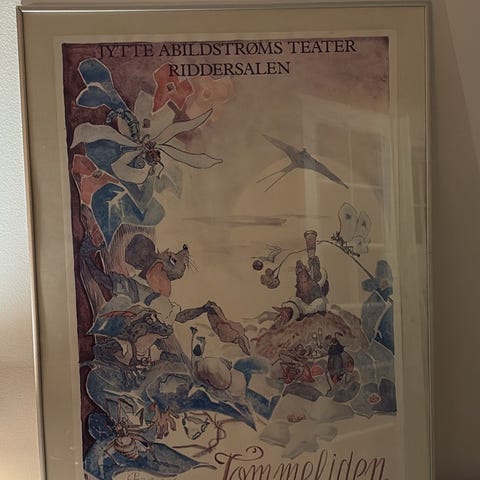 JYTTE ABILDSTRØMS TEATER
RIDDERSALEN
Tommeliden